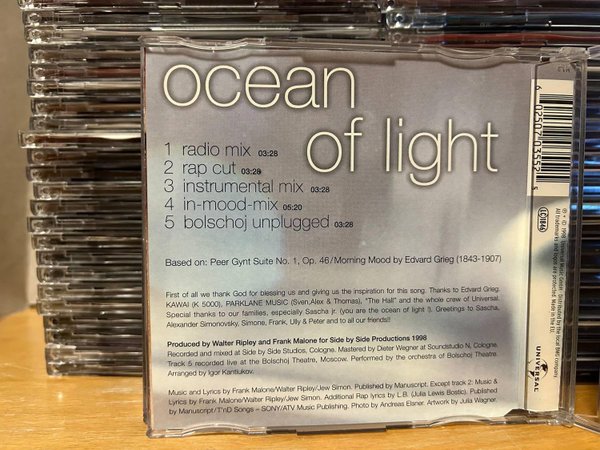 ocean
of light
1 radio mix 03:28
2 rap cut 03:28
3 instrumental mix 03:28
4 in-mood-mix 05:20
5 bolschoj unplugged 03:28
Based on: Peer Gynt Suite No. 1, Op. 46/Morning Mood by Edvard Grieg (1843-1907)
First of all we thank God for blessing us and giving us the inspiration for this song. Thanks to Edvard Grieg.
KAWAI (K 5000), PARKLANE MUSIC (Sven,Alex & Thomas), "The Hall" and the whole crew of Universal.
Special thanks to our families, especially Sascha jr. (you are the ocean of light !). Greetings to Sascha,
Alexander Simonovsky, Simone, Frank, Ully & Peter and to all our friends!!
Produced by Walter Ripley and Frank Malone for Side by Side Productions 1998
Recorded and mixed at Side by Side Studios, Cologne. Mastered by Dieter Wegner at Soundstudio N, Cologne.
Track 5 recorded live at the Bolschoj Theatre, Moscow. Performed by the orchestra of Bolschoj Theatre.
Arranged by Igor Kantiukov.
Music and Lyrics by Frank Malone/Walter Ripley/Jew Simon. Published by Manuscript. Except track 2: Music &
Lyrics by Frank Malone/Walter Ripley/Jew Simon. Additional Rap lyrics by L.B. (Julia Lewis Bostic). Published
by Manuscript/T'n'D Songs – SONY/ATV Music Publishing. Photo by Andreas Elsner. Artwork by Julia Wagner.
LC 1846
UNIVERSAL